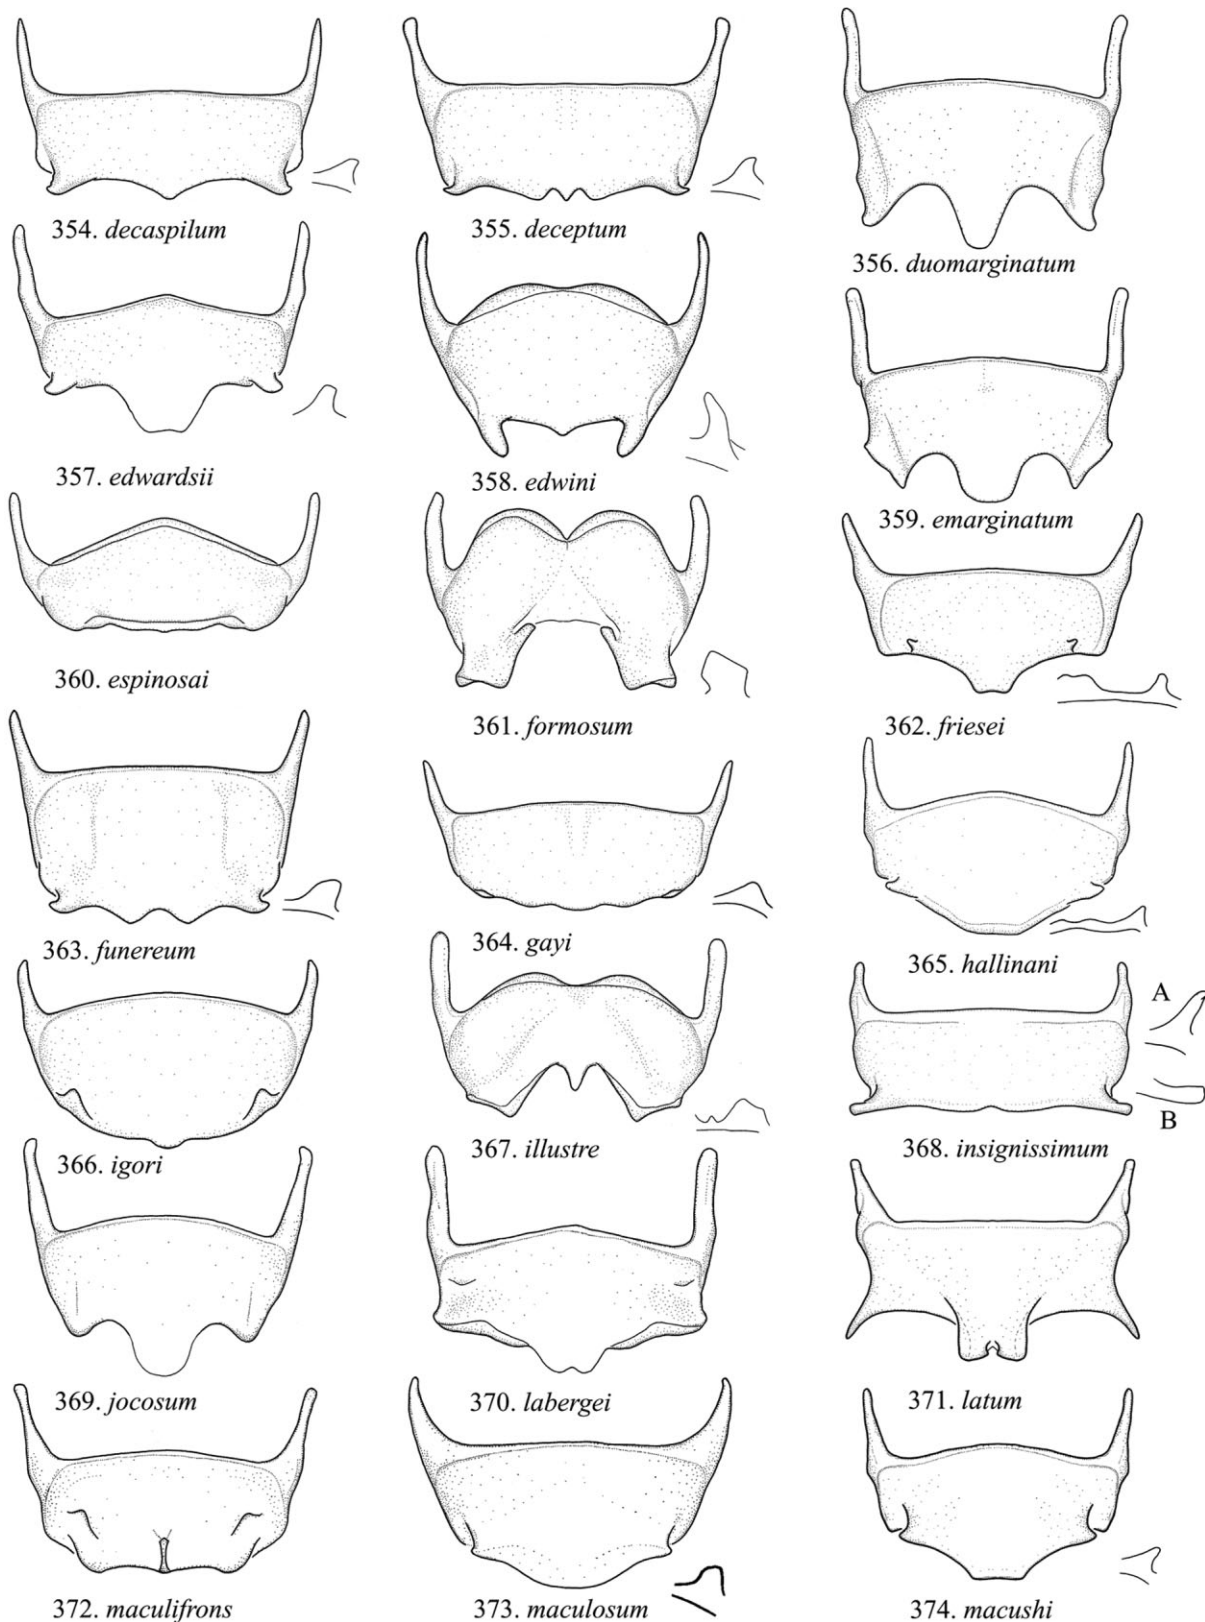 354. decaspilum
355. deceptum
356. duomarginatum
357. edwardsii
358. edwini
359. emarginatum
360. espinosai
361. formosum
362. friesei
363. funereum
364. gayi
365. hallinani
A
B
366. igori
367. illustre
368. insignissimum
369. jocosum
370. labergei
371. latum
372. maculifrons
373. maculosum
374. macushi